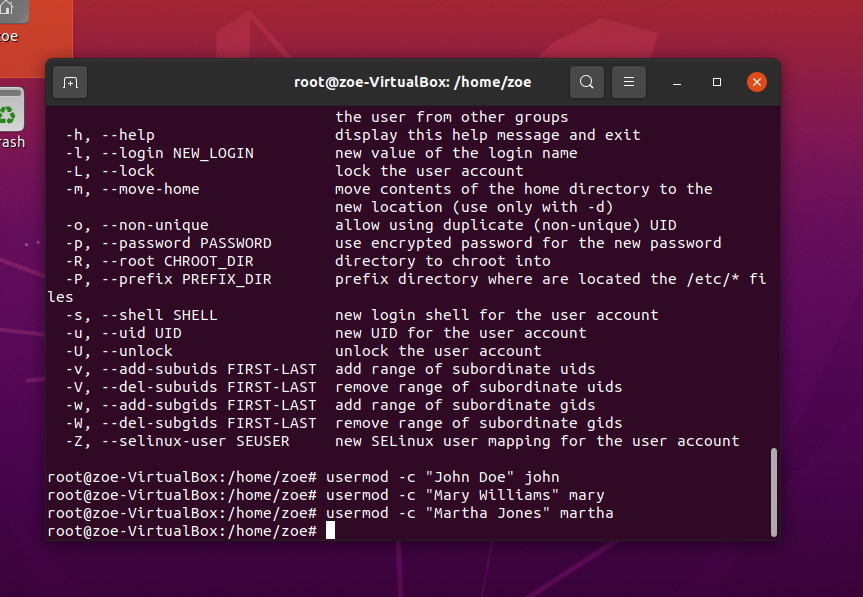 oe
rash
root@zoe-VirtualBox: /home/zoe
the user from other groups
-h, --help display this help message and exit
-l, --login NEW_LOGIN new value of the login name
-L, --lock lock the user account
-m, --move-home move contents of the home directory to the
new location (use only with -d)
-o, --non-unique allow using duplicate (non-unique) UID
-p, --password PASSWORD use encrypted password for the new password
-R, --root CHROOT_DIR directory to chroot into
-P, --prefix PREFIX_DIR prefix directory where are located the /etc/* fi
les
-s, --shell SHELL new login shell for the user account
-u, --uid UID new UID for the user account
-U, --unlock unlock the user account
-v, --add-subuids FIRST-LAST add range of subordinate uids
-V, --del-subuids FIRST-LAST remove range of subordinate uids
-w, --add-subgids FIRST-LAST add range of subordinate gids
-W, --del-subgids FIRST-LAST remove range of subordinate gids
-Z, --selinux-user SEUSER new SELinux user mapping for the user account
root@zoe-VirtualBox:/home/zoe# usermod -c "John Doe" john
root@zoe-VirtualBox:/home/zoe# usermod -c "Mary Williams" mary
root@zoe-VirtualBox:/home/zoe# usermod -c "Martha Jones" martha
root@zoe-VirtualBox:/home/zoe#